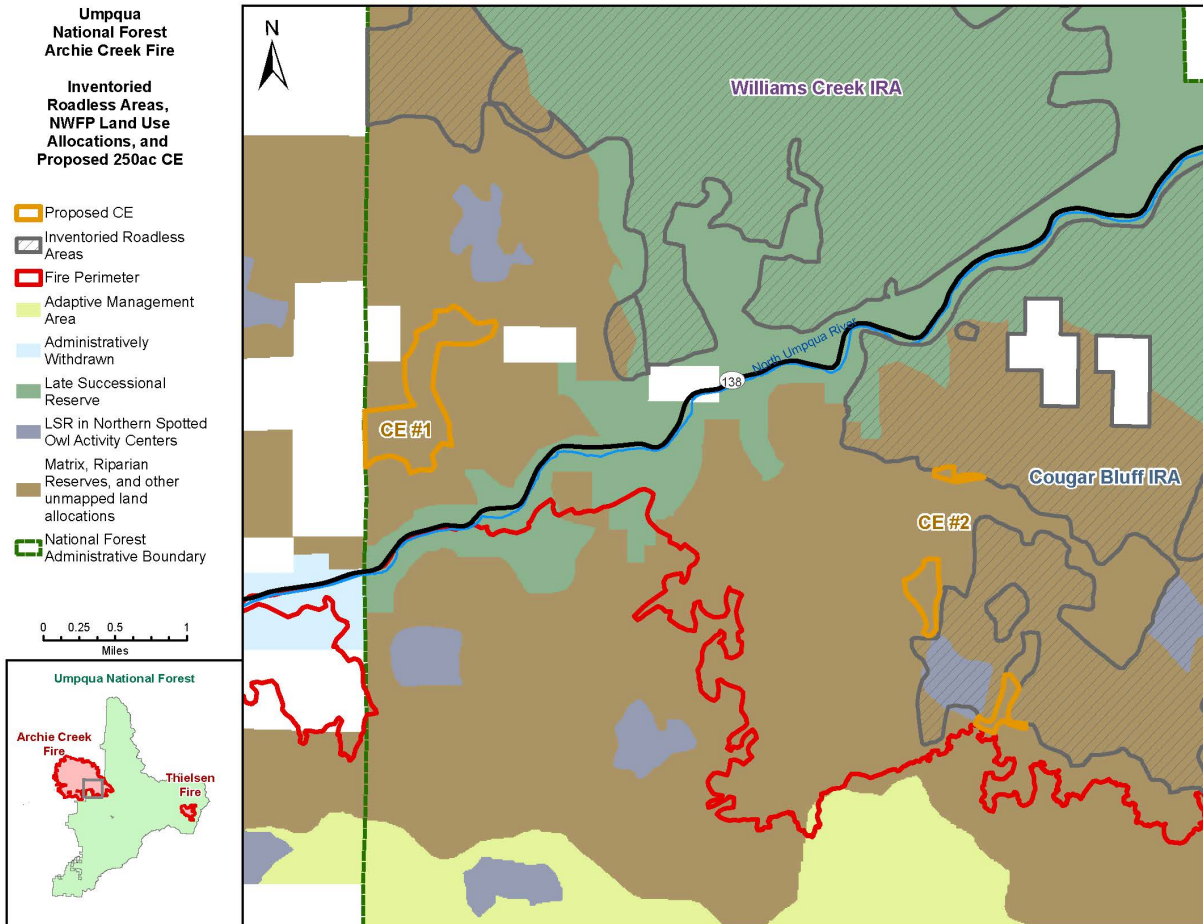 Umpqua
National Forest
Archie Creek Fire
Inventoried
Roadless Areas,
NWFP Land Use
Allocations, and
Proposed 250ac CE
Proposed CE
Inventoried Roadless
Areas
Fire Perimeter
Adaptive Management
Area
Administratively
Withdrawn
Late Successional
Reserve
LSR in Northern Spotted
Owl Activity Centers
Matrix, Riparian
Reserves, and other
unmapped land
allocations
National Forest
Administrative Boundary
0 0.25 0.5 1
Miles
Umpqua National Forest
Archie Creek
Fire
Thielsen
Fire
N
Williams Creek IRA
North Umpqua River
138
CE #1
Cougar Bluff IRA
CE #2